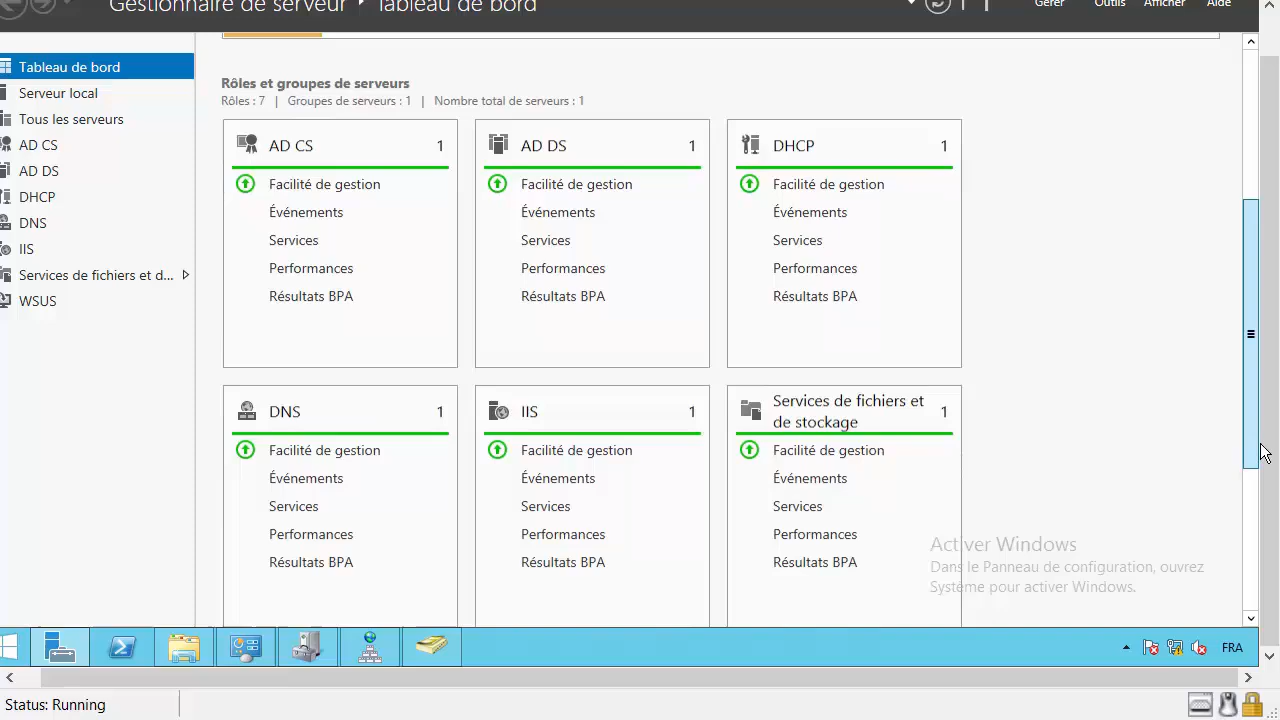 Gestionnaire de serveur ▸ Tableau de bord
Gérer Outils Afficher Aide
Tableau de bord
Serveur local
Tous les serveurs
AD CS
AD DS
DHCP
DNS
IIS
Services de fichiers et d...
WSUS
Rôles et groupes de serveurs
Rôles : 7 | Groupes de serveurs : 1 | Nombre total de serveurs : 1
AD CS 1
Facilité de gestion
Événements
Services
Performances
Résultats BPA
AD DS 1
Facilité de gestion
Événements
Services
Performances
Résultats BPA
DHCP 1
Facilité de gestion
Événements
Services
Performances
Résultats BPA
DNS 1
Facilité de gestion
Événements
Services
Performances
Résultats BPA
IIS 1
Facilité de gestion
Événements
Services
Performances
Résultats BPA
Services de fichiers et
de stockage 1
Facilité de gestion
Événements
Services
Performances
Résultats BPA
Activer Windows
Dans le Panneau de configuration, ouvrez
Système pour activer Windows.
FRA
Status: Running